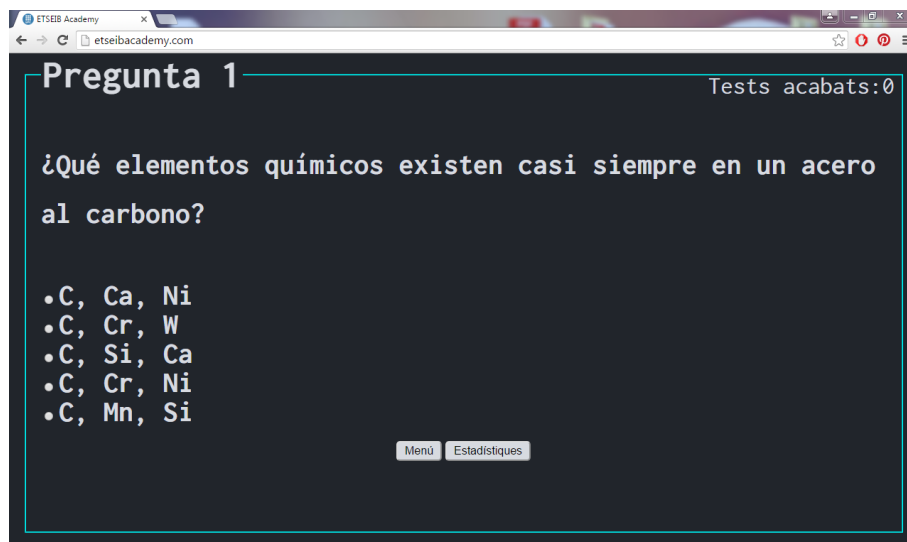 ETSEIB Academy
etseibacademy.com
Pregunta 1
Tests acabats:0
¿Qué elementos químicos existen casi siempre en un acero
al carbono?
•C, Ca, Ni
•C, Cr, W
•C, Si, Ca
•C, Cr, Ni
•C, Mn, Si
Menú Estadístiques